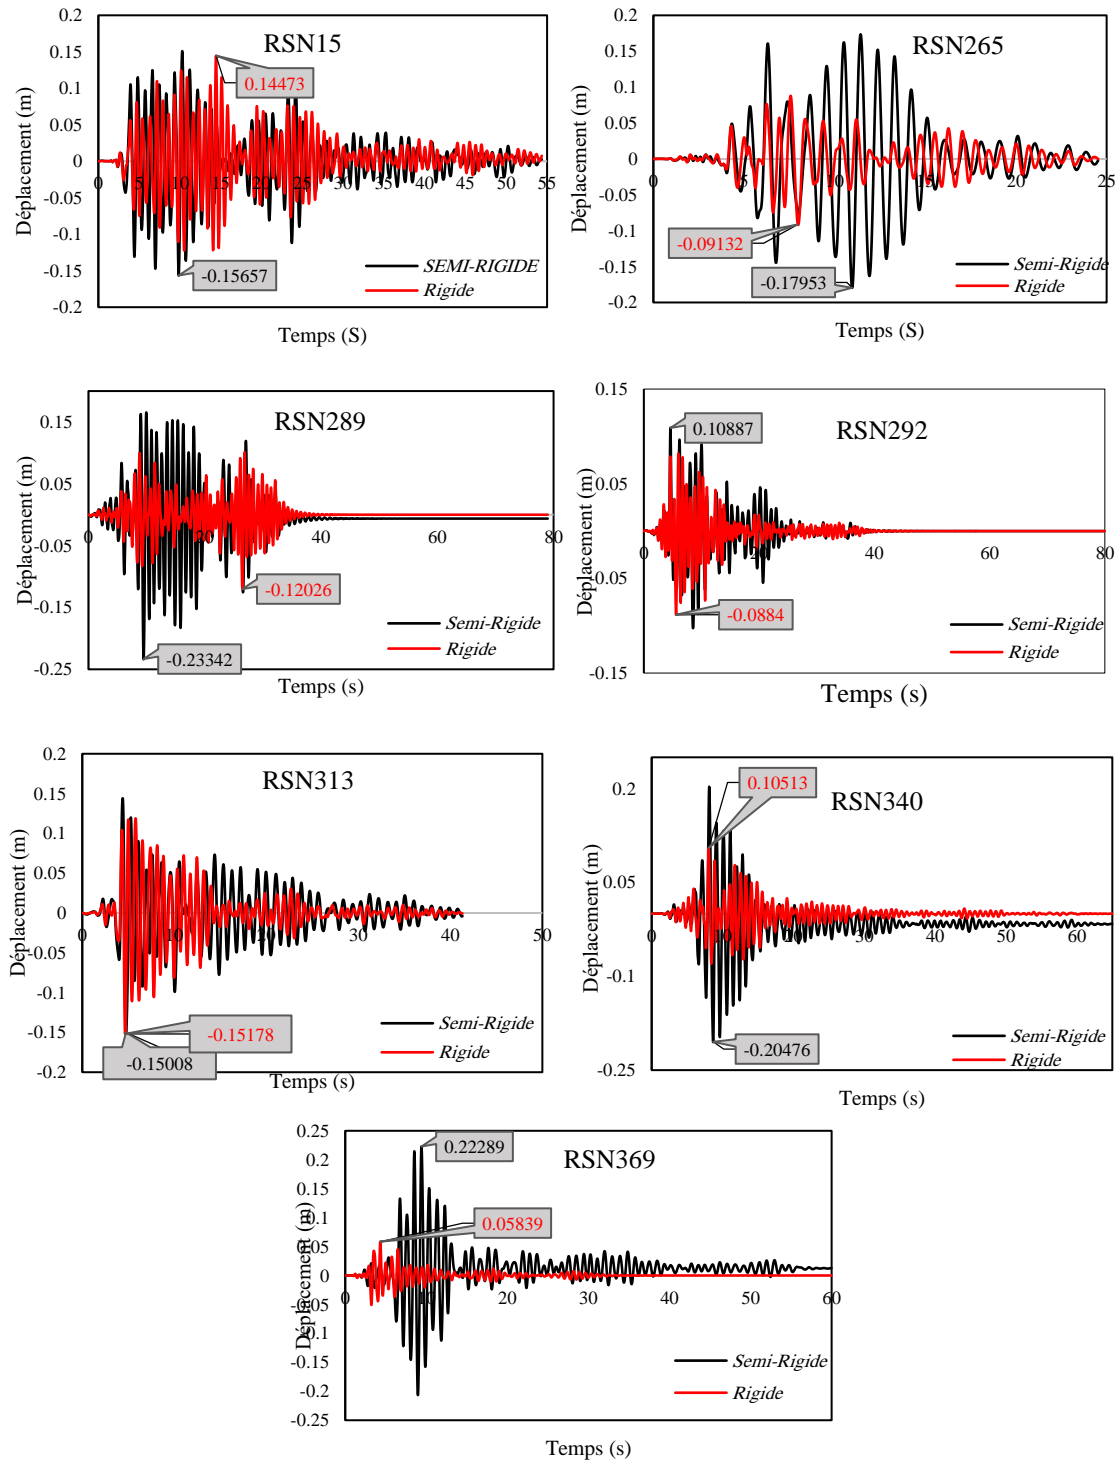 RSN15
0.2
0.15
0.1
0.05
0
-0.05
-0.1
-0.15
-0.2
0 5 10 15 20 25 30 35 40 45 50 55
Déplacement (m)
0.14473
-0.15657
SEMI-RIGIDE
Rigide
Temps (S)
RSN265
0.2
0.15
0.1
0.05
0
-0.05
-0.1
-0.15
-0.2
0 5 10 15 20 25
Déplacement (m)
-0.09132
-0.17953
Semi-Rigide
Rigide
Temps (S)
RSN289
0.15
0.05
-0.05
-0.15
-0.25
0 20 40 60 80
Déplacement (m)
-0.12026
-0.23342
Semi-Rigide
Rigide
Temps (s)
RSN292
0.15
0.05
-0.05
-0.15
0 20 40 60 80
Déplacement (m)
0.10887
-0.0884
Semi-Rigide
Rigide
Temps (s)
RSN313
0.2
0.15
0.1
0.05
0
-0.05
-0.1
-0.15
-0.2
0 10 20 30 40 50
Déplacement (m)
-0.15178
-0.15008
Semi-Rigide
Rigide
Temps (s)
RSN340
0.2
0.05
-0.1
-0.25
0 10 20 30 40 50 60
Déplacement (m)
0.10513
-0.20476
Semi-Rigide
Rigide
Temps (s)
RSN369
0.25
0.2
0.15
0.1
0.05
0
-0.05
-0.1
-0.15
-0.2
-0.25
0 10 20 30 40 50 60
Déplacement (m)
0.22289
0.05839
Semi-Rigide
Rigide
Temps (s)